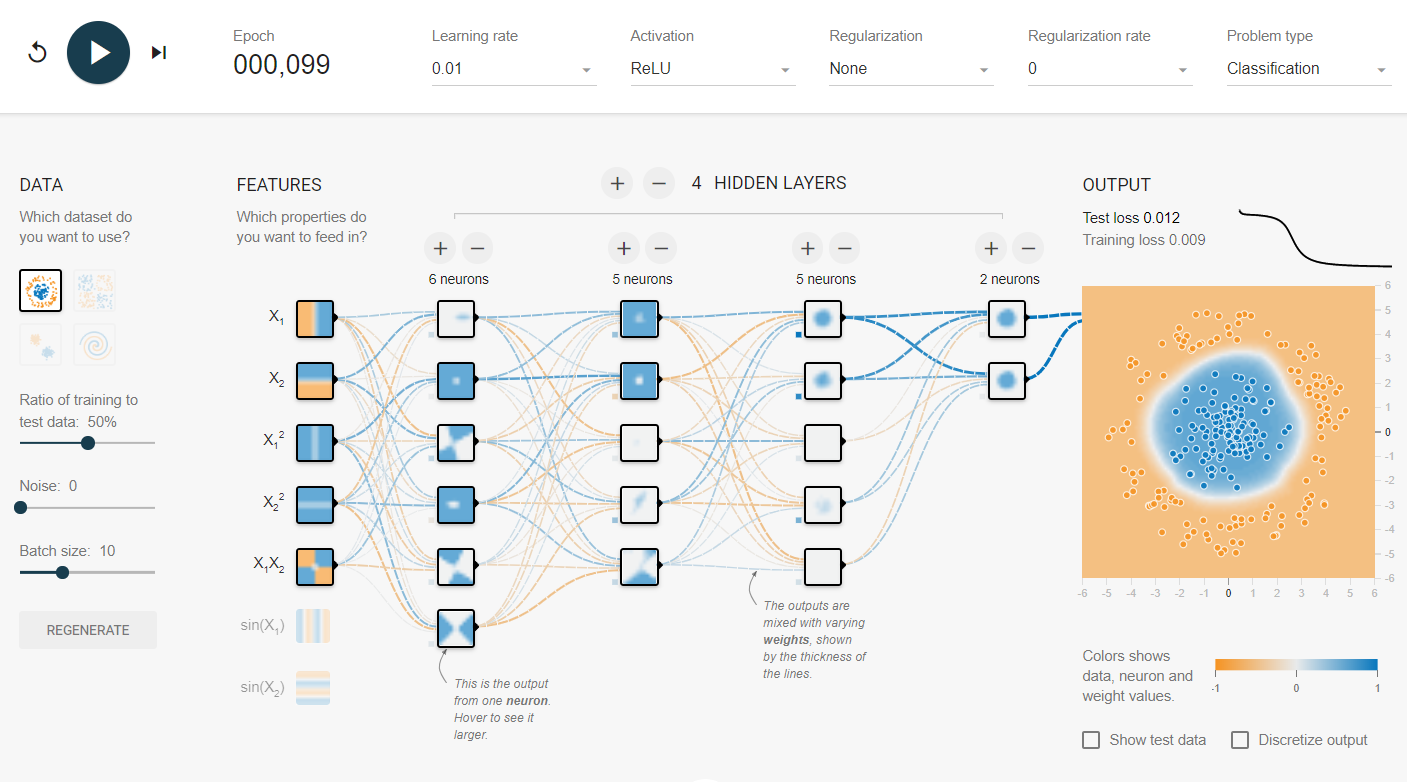 Epoch
000,099
Learning rate
0.01
Activation
ReLU
Regularization
None
Regularization rate
0
Problem type
Classification
DATA
Which dataset do
you want to use?
Ratio of training to
test data: 50%
Noise: 0
Batch size: 10
REGENERATE
FEATURES
Which properties do
you want to feed in?
X1
X2
X1²
X2²
X1X2
sin(X1)
sin(X2)
+ − 4 HIDDEN LAYERS
+ −
6 neurons
+ −
5 neurons
+ −
5 neurons
+ −
2 neurons
This is the output
from one neuron.
Hover to see it
larger.
The outputs are
mixed with varying
weights, shown
by the thickness of
the lines.
OUTPUT
Test loss 0.012
Training loss 0.009
6
5
4
3
2
1
0
-1
-2
-3
-4
-5
-6
-6 -5 -4 -3 -2 -1 0 1 2 3 4 5 6
Colors shows
data, neuron and
weight values.
-1 0 1
Show test data
Discretize output